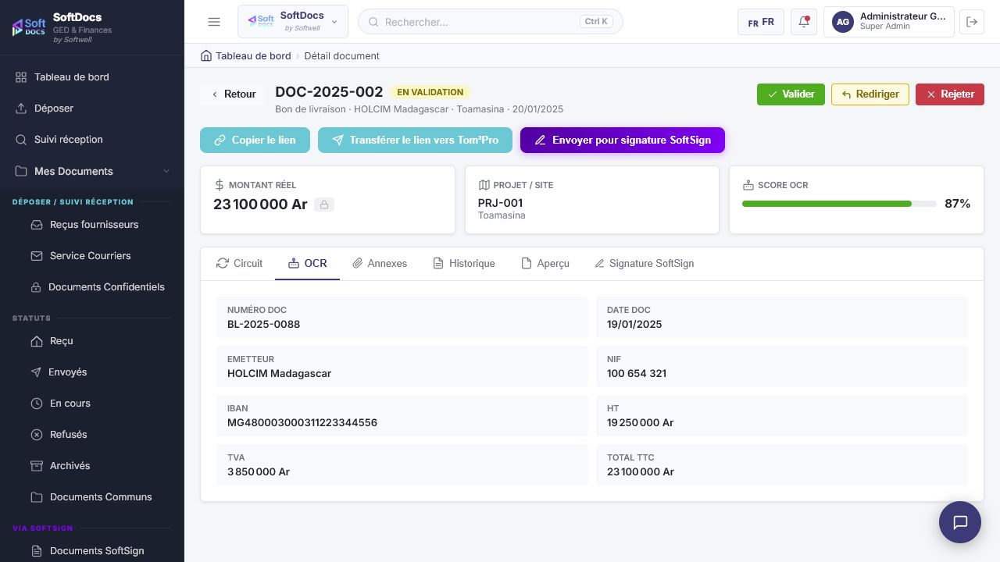 Soft
DOCS
SoftDocs
GED & Finances
by Softwell
Tableau de bord
Déposer
Suivi réception
Mes Documents
DÉPOSER / SUIVI RÉCEPTION
Reçus fournisseurs
Service Courriers
Documents Confidentiels
STATUTS
Reçu
Envoyés
En cours
Refusés
Archivés
Documents Communs
VIA SOFTSIGN
Documents SoftSign
Soft
DOCS
SoftDocs
by Softwell
Rechercher...
Ctrl K
FR FR
AG
Administrateur G...
Super Admin
Tableau de bord › Détail document
Retour
DOC-2025-002
EN VALIDATION
Bon de livraison · HOLCIM Madagascar · Toamasina · 20/01/2025
Valider
Rediriger
Rejeter
Copier le lien
Transférer le lien vers Tom²Pro
Envoyer pour signature SoftSign
MONTANT RÉEL
23 100 000 Ar
PROJET / SITE
PRJ-001
Toamasina
SCORE OCR
87%
Circuit
OCR
Annexes
Historique
Aperçu
Signature SoftSign
NUMÉRO DOC
BL-2025-0088
DATE DOC
19/01/2025
EMETTEUR
HOLCIM Madagascar
NIF
100 654 321
IBAN
MG480003000311223344556
HT
19 250 000 Ar
TVA
3 850 000 Ar
TOTAL TTC
23 100 000 Ar